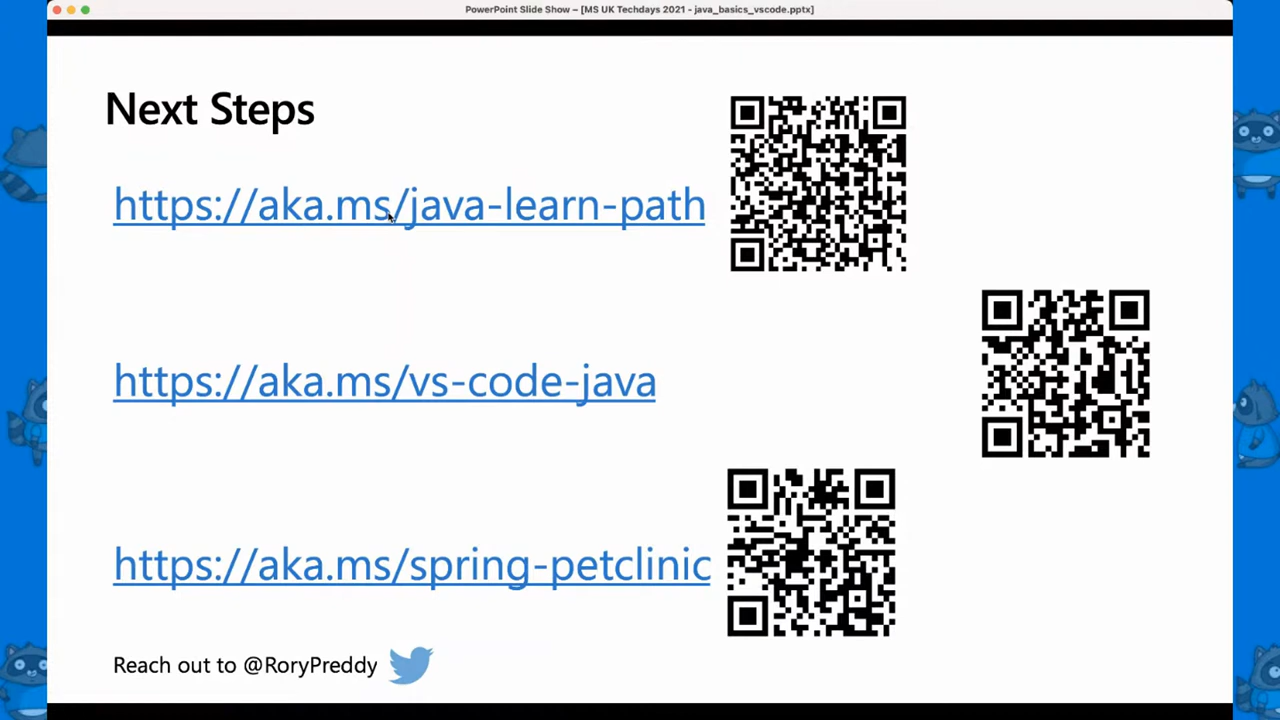 PowerPoint Slide Show – [MS UK Techdays 2021 - java_basics_vscode.pptx]
Next Steps
https://aka.ms/java-learn-path
https://aka.ms/vs-code-java
https://aka.ms/spring-petclinic
Reach out to @RoryPreddy